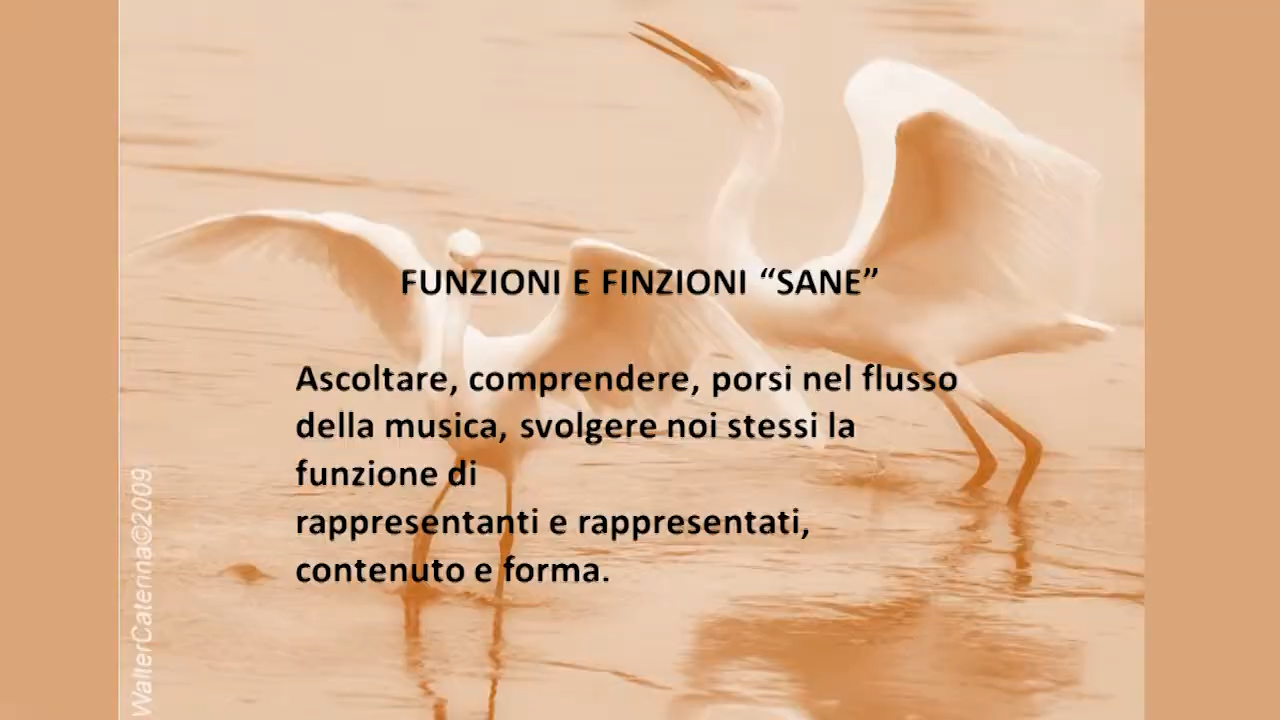 FUNZIONI E FINZIONI “SANE”
Ascoltare, comprendere, porsi nel flusso
della musica, svolgere noi stessi la
funzione di
rappresentanti e rappresentati,
contenuto e forma.
WalterCaterina©2009